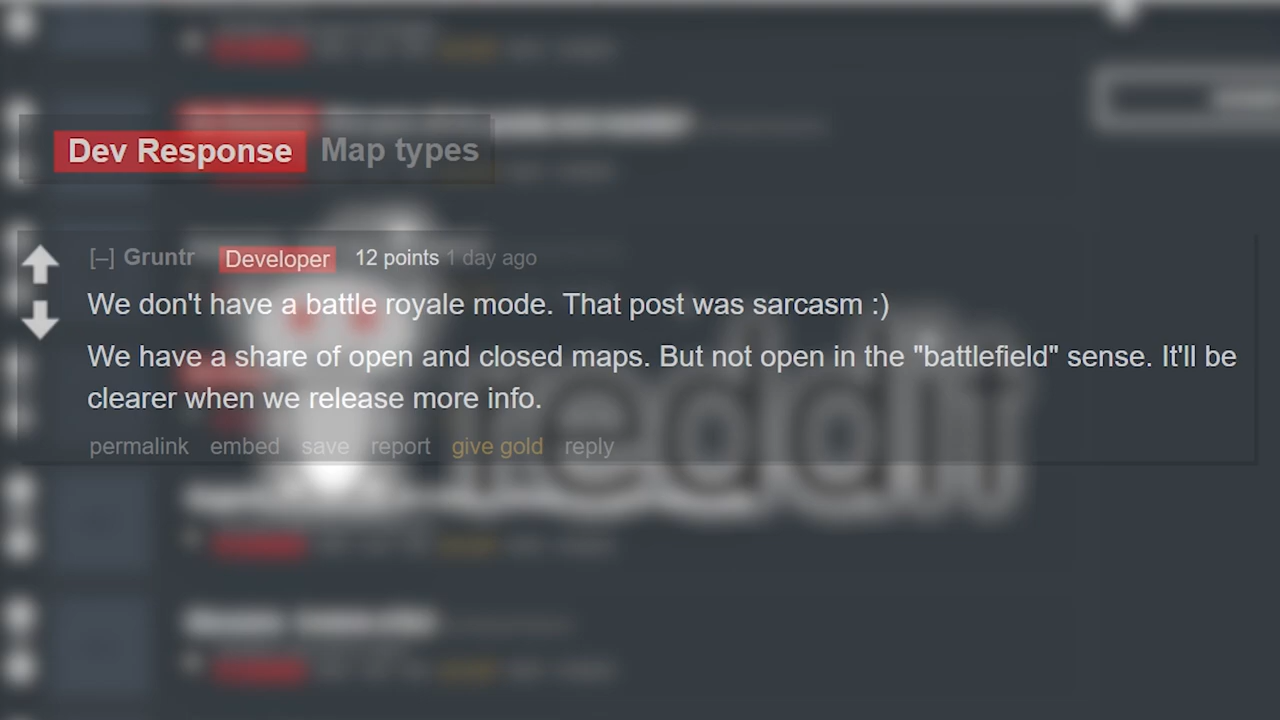 Dev Response Map types
[–] Gruntr Developer 12 points 1 day ago
We don't have a battle royale mode. That post was sarcasm :)
We have a share of open and closed maps. But not open in the "battlefield" sense. It'll be
clearer when we release more info.
permalink embed save report give gold reply
reddit